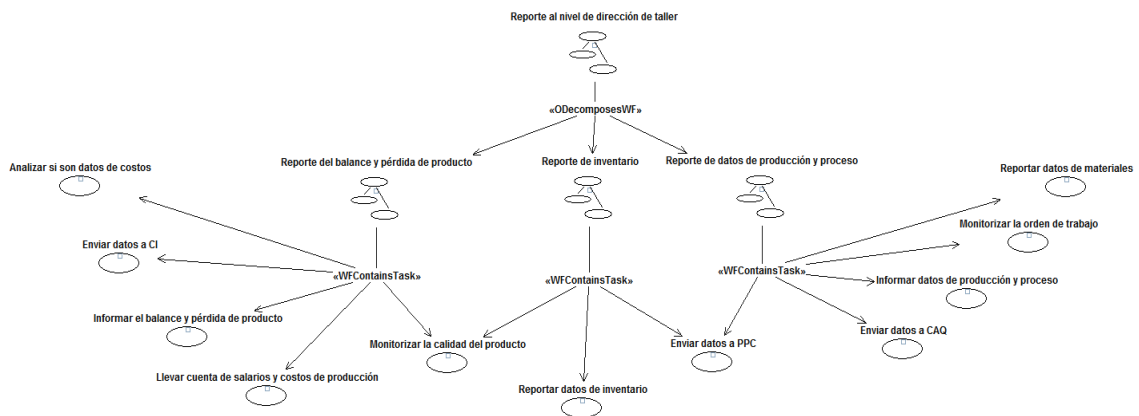 Reporte al nivel de dirección de taller
«ODecomposesWF»
Reporte del balance y pérdida de producto
Reporte de inventario
Reporte de datos de producción y proceso
Analizar si son datos de costos
Reportar datos de materiales
Monitorizar la orden de trabajo
Enviar datos a CI
«WFContainsTask»
«WFContainsTask»
«WFContainsTask»
Informar datos de producción y proceso
Informar el balance y pérdida de producto
Monitorizar la calidad del producto
Enviar datos a PPC
Enviar datos a CAQ
Llevar cuenta de salarios y costos de producción
Reportar datos de inventario